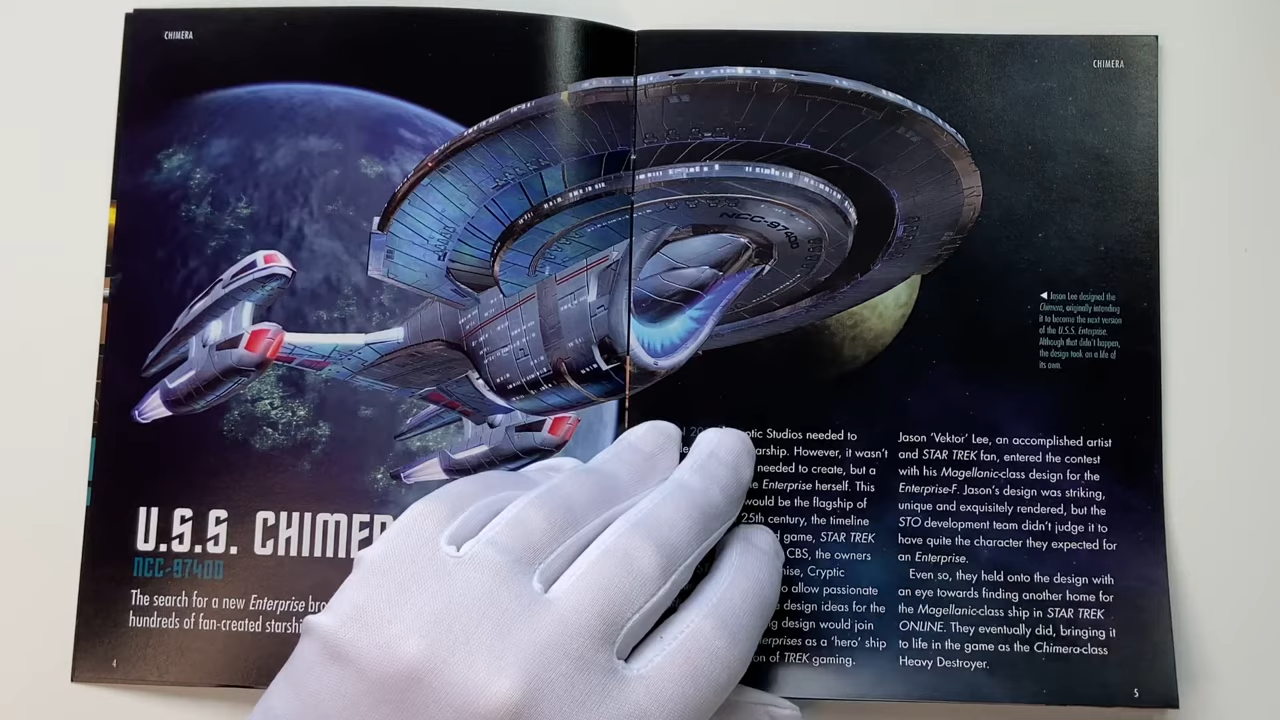 CHIMERA
CHIMERA
NCC-97400
◀ Jason Lee designed the
Chimera, originally intending
it to become the next version
of the U.S.S. Enterprise.
Although that didn't happen,
the design took on a life of
its own.
U.S.S. CHIMER
NCC-97400
The search for a new Enterprise bro
hundreds of fan-created starshi
otic Studios needed to
arship. However, it wasn't
needed to create, but a
e Enterprise herself. This
would be the flagship of
25th century, the timeline
d game, STAR TREK
CBS, the owners
nise, Cryptic
o allow passionate
e design ideas for the
g design would join
erprises as a 'hero' ship
on of TREK gaming.
Jason 'Vektor' Lee, an accomplished artist
and STAR TREK fan, entered the contest
with his Magellanic-class design for the
Enterprise-F. Jason's design was striking,
unique and exquisitely rendered, but the
STO development team didn't judge it to
have quite the character they expected for
an Enterprise.
Even so, they held onto the design with
an eye towards finding another home for
the Magellanic-class ship in STAR TREK
ONLINE. They eventually did, bringing it
to life in the game as the Chimera-class
Heavy Destroyer.
4
5